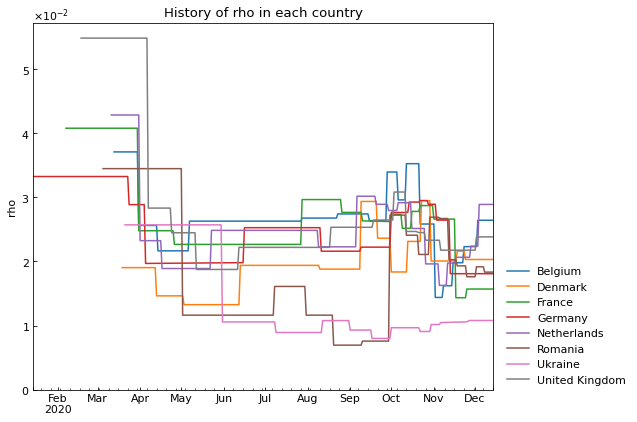 History of rho in each country
×10⁻²
5
4
3
2
1
0
rho
Feb Mar Apr May Jun Jul Aug Sep Oct Nov Dec
2020
Belgium
Denmark
France
Germany
Netherlands
Romania
Ukraine
United Kingdom